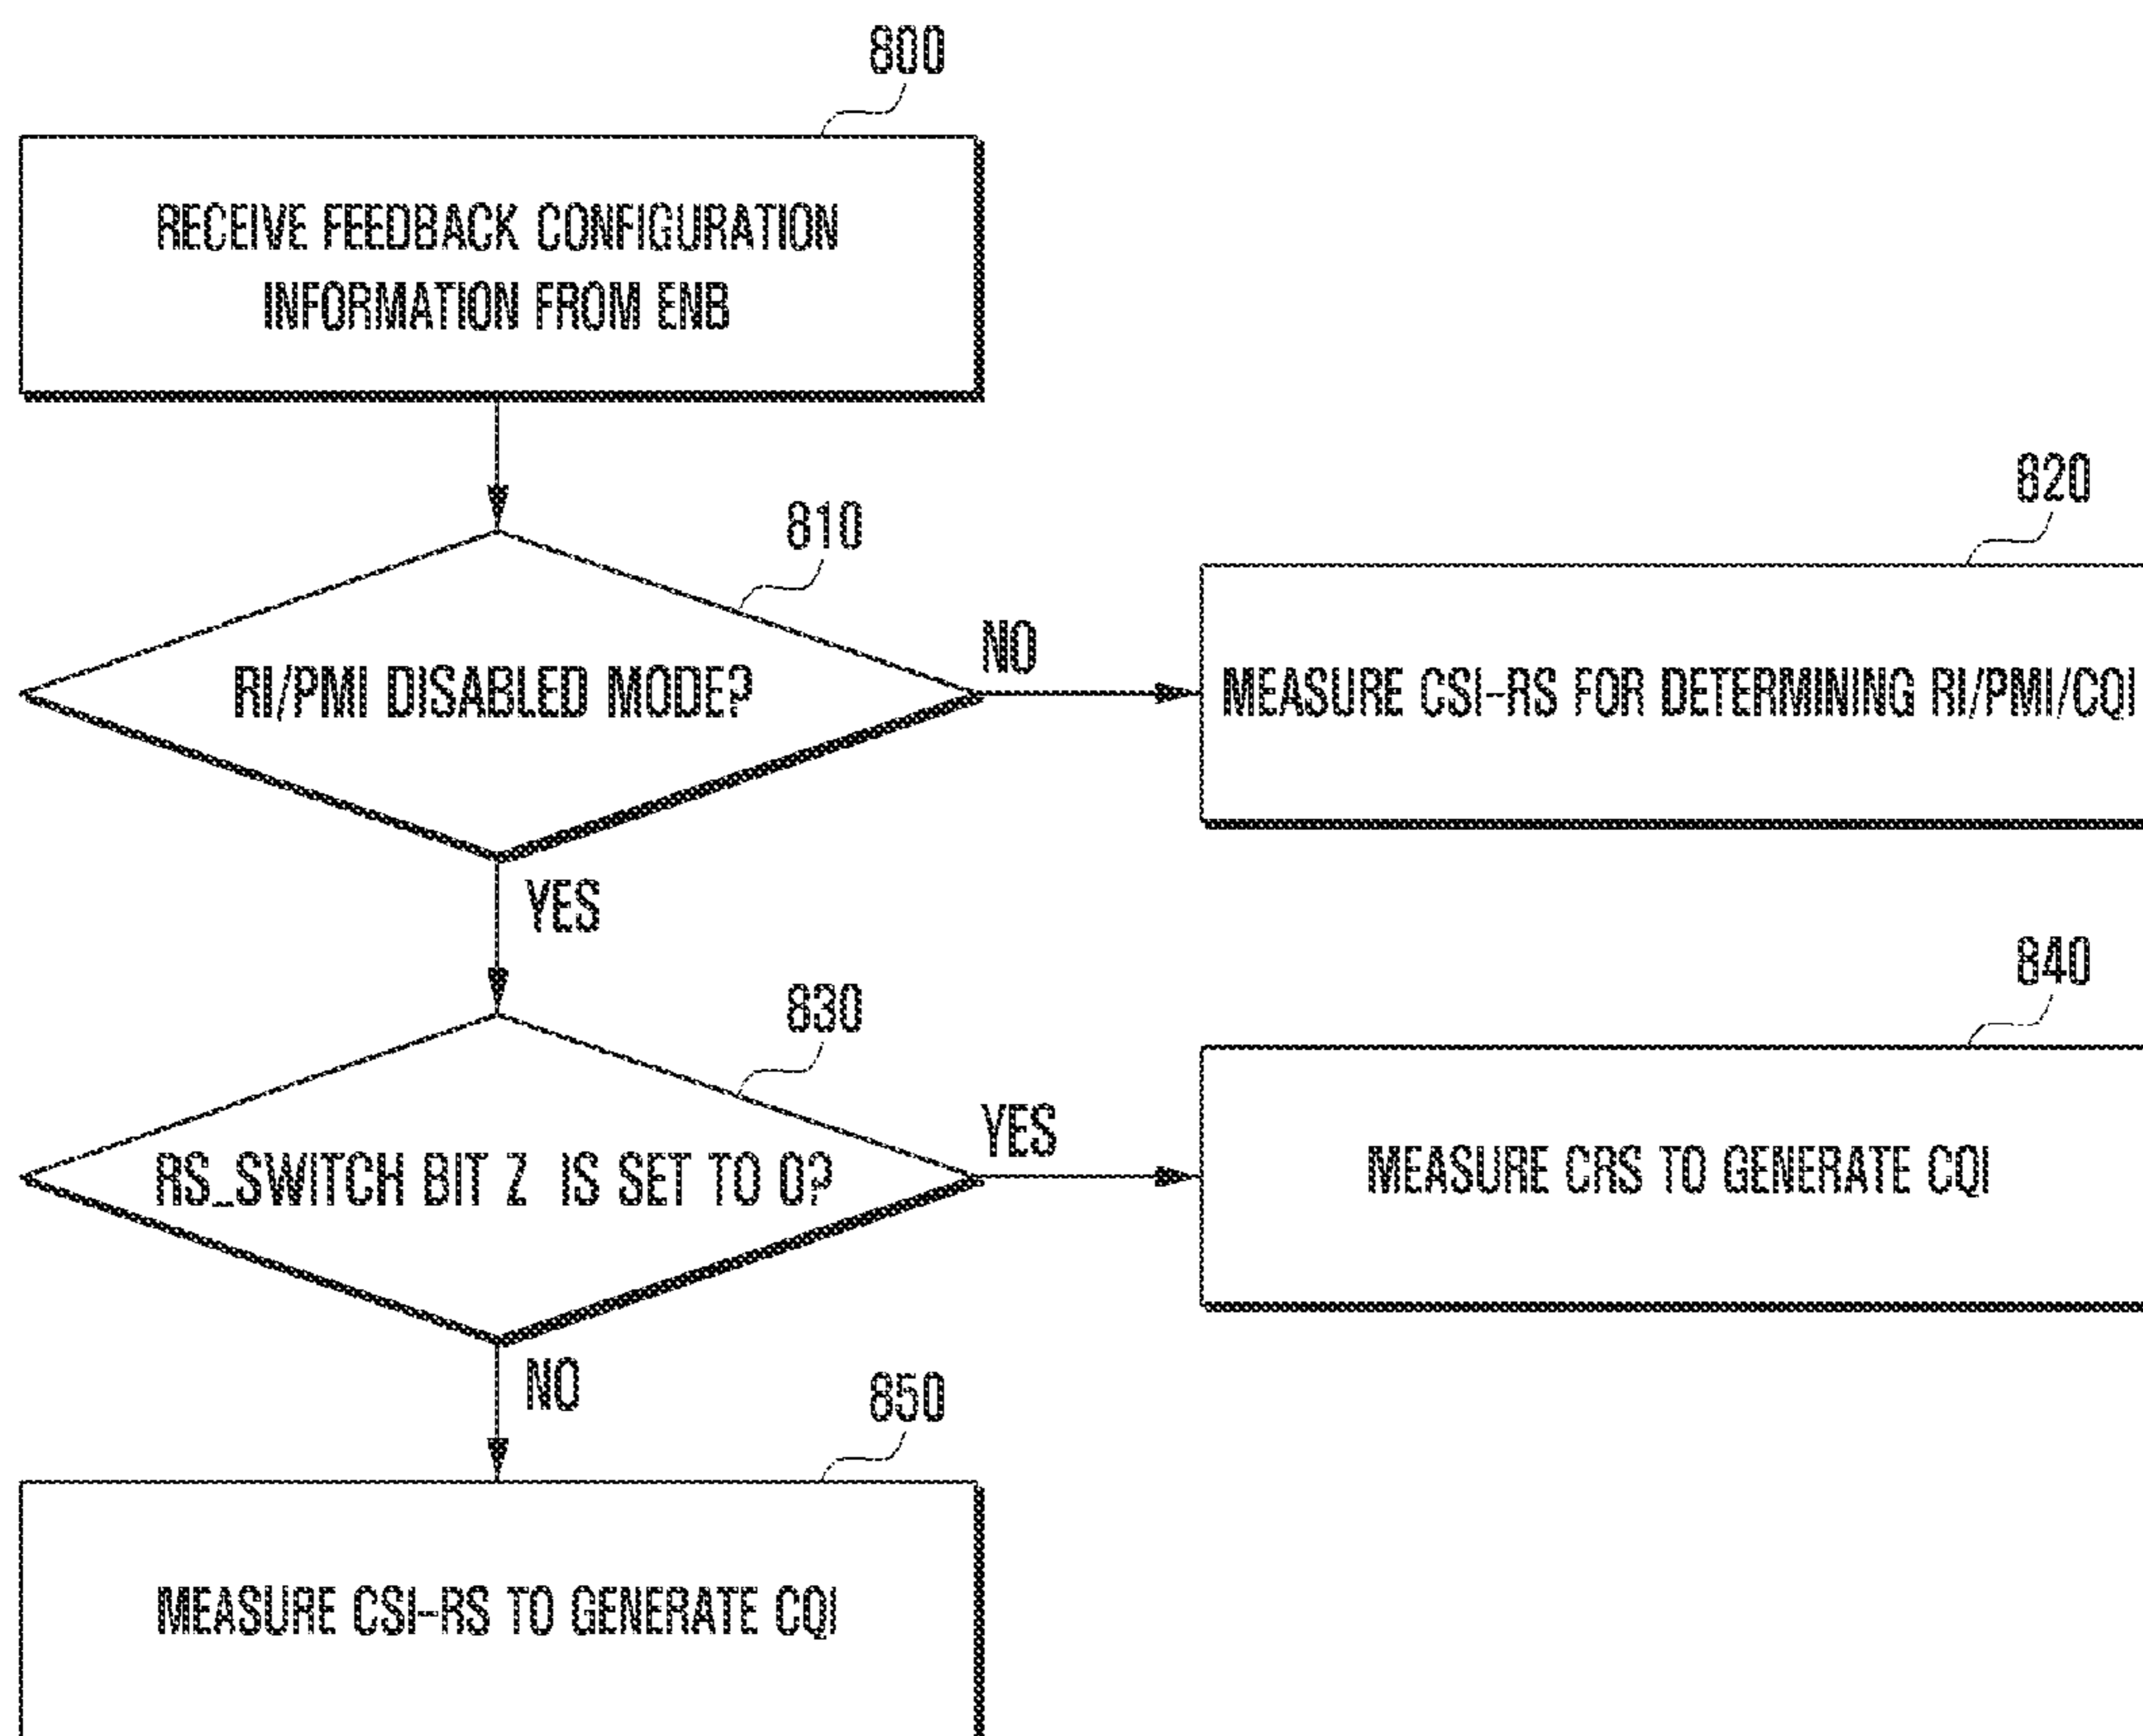 800
RECEIVE FEEDBACK CONFIGURATION
INFORMATION FROM ENB
810
RI/PMI DISABLED MODE?
NO
820
MEASURE CSI-RS FOR DETERMINING RI/PMI/CQI
YES
830
RS_SWITCH BIT Z IS SET TO 0?
YES
840
MEASURE CRS TO GENERATE CQI
NO
850
MEASURE CSI-RS TO GENERATE CQI